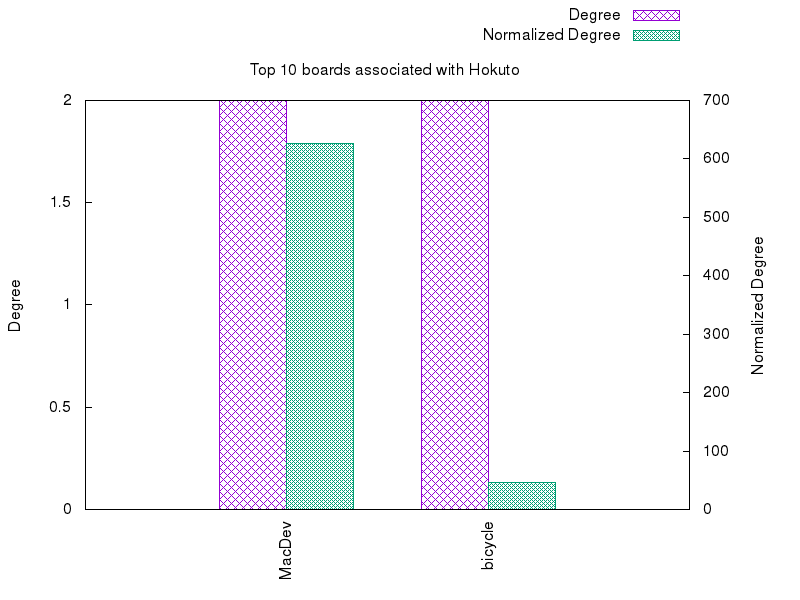 Degree
Normalized Degree
Top 10 boards associated with Hokuto
2
1.5
1
0.5
0
700
600
500
400
300
200
100
0
Degree
Normalized Degree
MacDev
bicycle